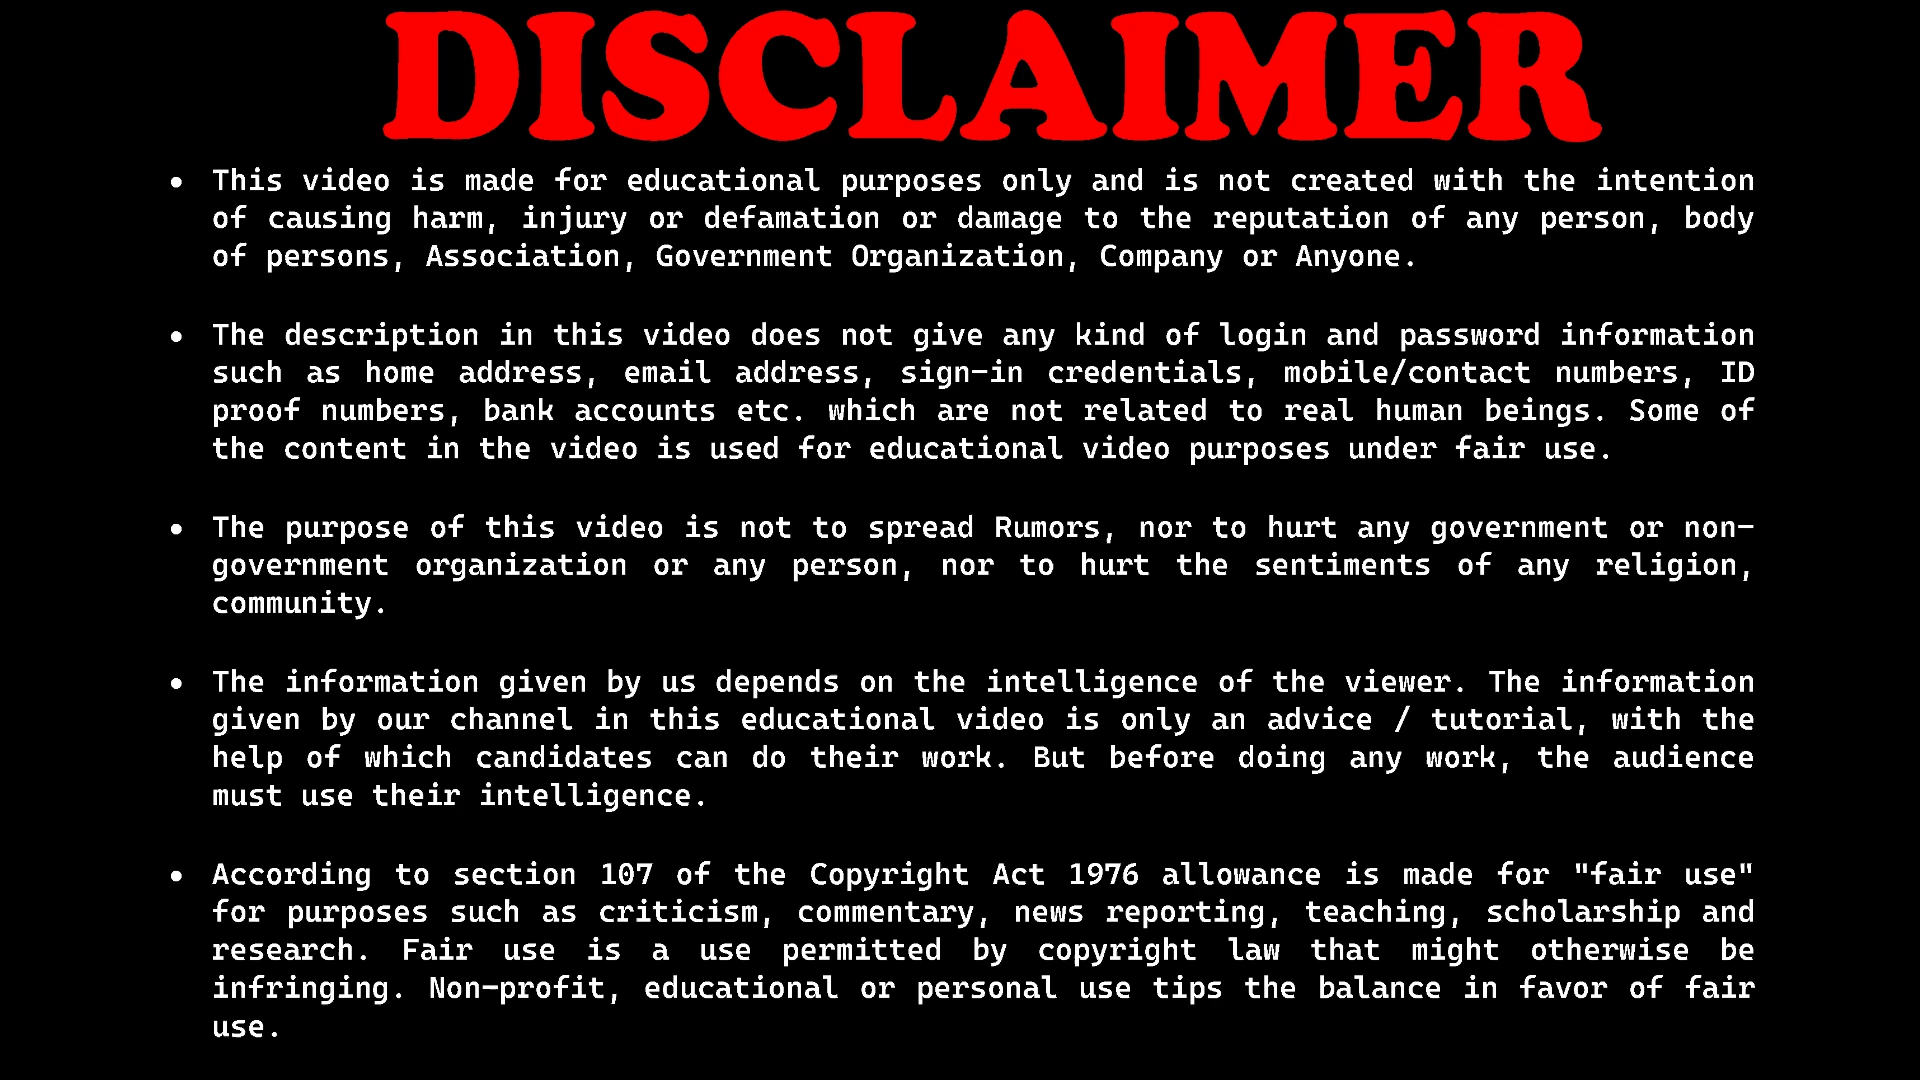 DISCLAIMER
• This video is made for educational purposes only and is not created with the intention
of causing harm, injury or defamation or damage to the reputation of any person, body
of persons, Association, Government Organization, Company or Anyone.
• The description in this video does not give any kind of login and password information
such as home address, email address, sign-in credentials, mobile/contact numbers, ID
proof numbers, bank accounts etc. which are not related to real human beings. Some of
the content in the video is used for educational video purposes under fair use.
• The purpose of this video is not to spread Rumors, nor to hurt any government or non-
government organization or any person, nor to hurt the sentiments of any religion,
community.
• The information given by us depends on the intelligence of the viewer. The information
given by our channel in this educational video is only an advice / tutorial, with the
help of which candidates can do their work. But before doing any work, the audience
must use their intelligence.
• According to section 107 of the Copyright Act 1976 allowance is made for "fair use"
for purposes such as criticism, commentary, news reporting, teaching, scholarship and
research. Fair use is a use permitted by copyright law that might otherwise be
infringing. Non-profit, educational or personal use tips the balance in favor of fair
use.